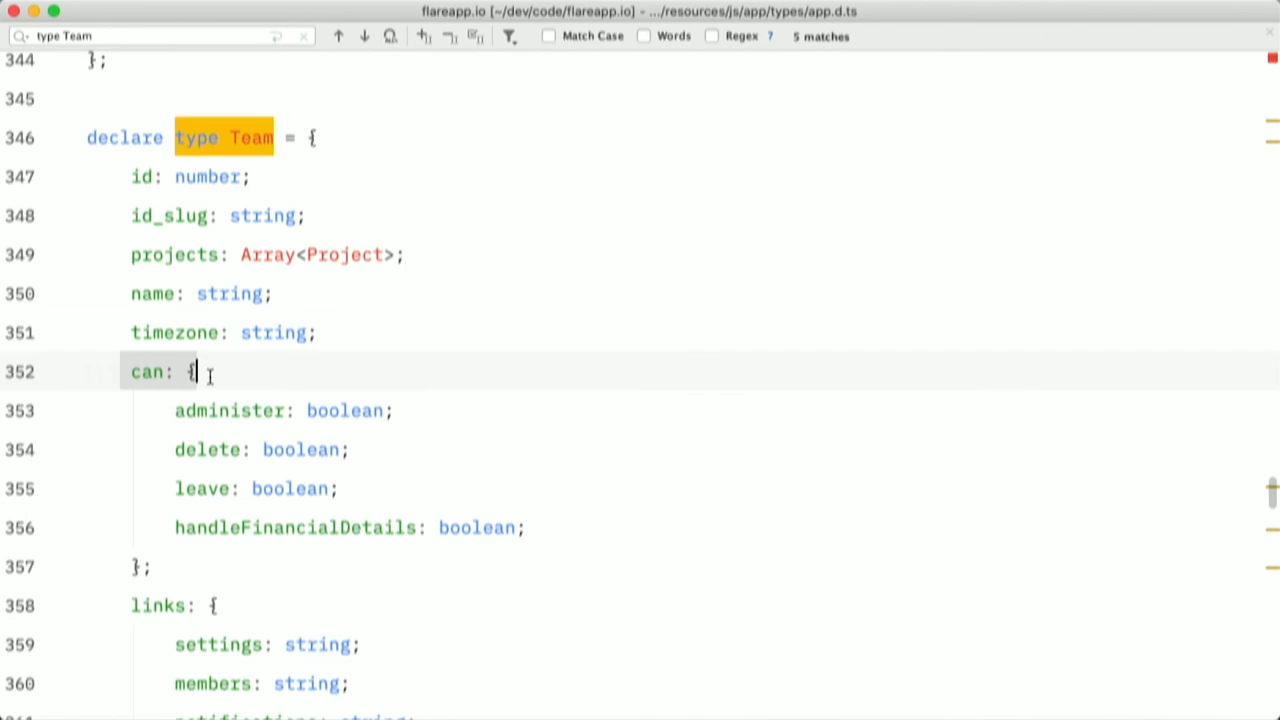 flareapp.io [~/dev/code/flareapp.io] - .../resources/js/app/types/app.d.ts
type Team Match Case Words Regex ? 5 matches
344 };
345
346 declare type Team = {
347 id: number;
348 id_slug: string;
349 projects: Array<Project>;
350 name: string;
351 timezone: string;
352 can: {
353 administer: boolean;
354 delete: boolean;
355 leave: boolean;
356 handleFinancialDetails: boolean;
357 };
358 links: {
359 settings: string;
360 members: string;